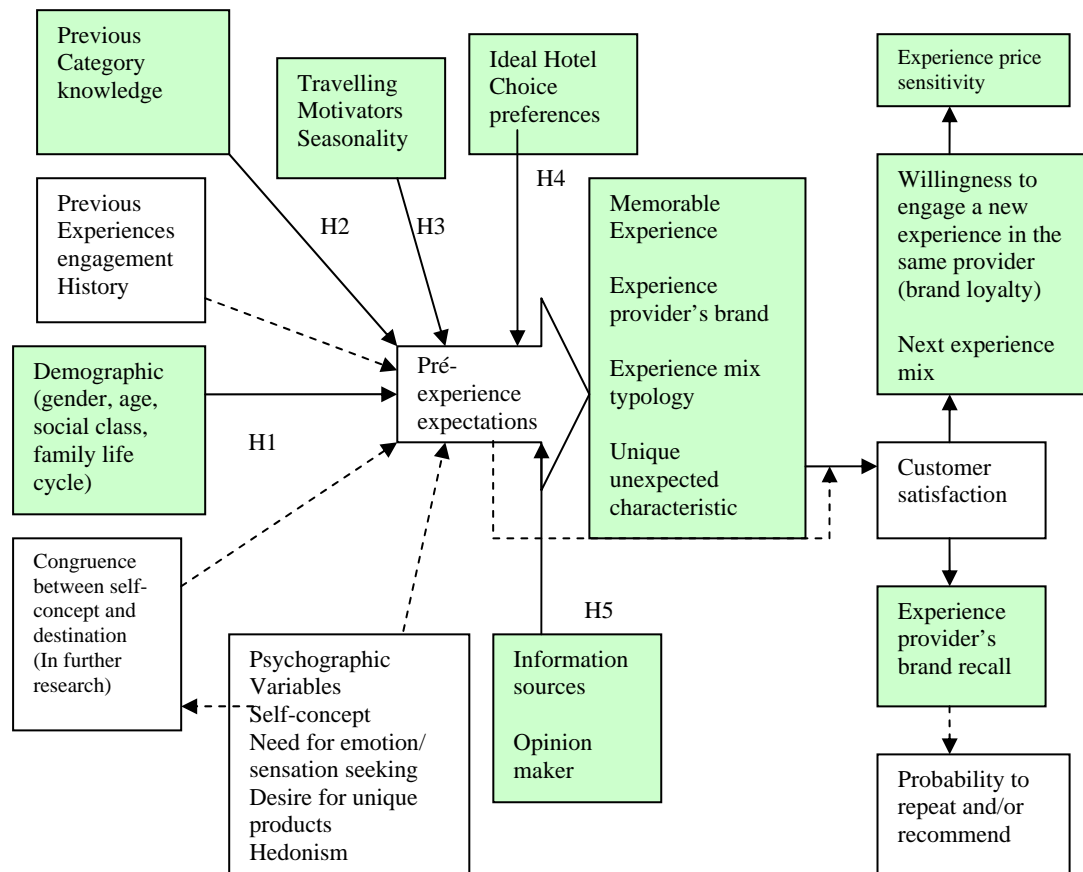 Previous
Category
knowledge
Travelling
Motivators
Seasonality
Ideal Hotel
Choice
preferences
Experience price
sensitivity
H4
Previous
Experiences
engagement
History
H2
H3
Memorable
Experience
Experience
provider's brand
Experience mix
typology
Unique
unexpected
characteristic
Willingness to
engage a new
experience in the
same provider
(brand loyalty)
Next experience
mix
Demographic
(gender, age,
social class,
family life
cycle)
H1
Pré-
experience
expectations
Customer
satisfaction
Congruence
between self-
concept and
destination
(In further
research)
Psychographic
Variables
Self-concept
Need for emotion/
sensation seeking
Desire for unique
products
Hedonism
H5
Information
sources
Opinion
maker
Experience
provider's
brand recall
Probability to
repeat and/or
recommend